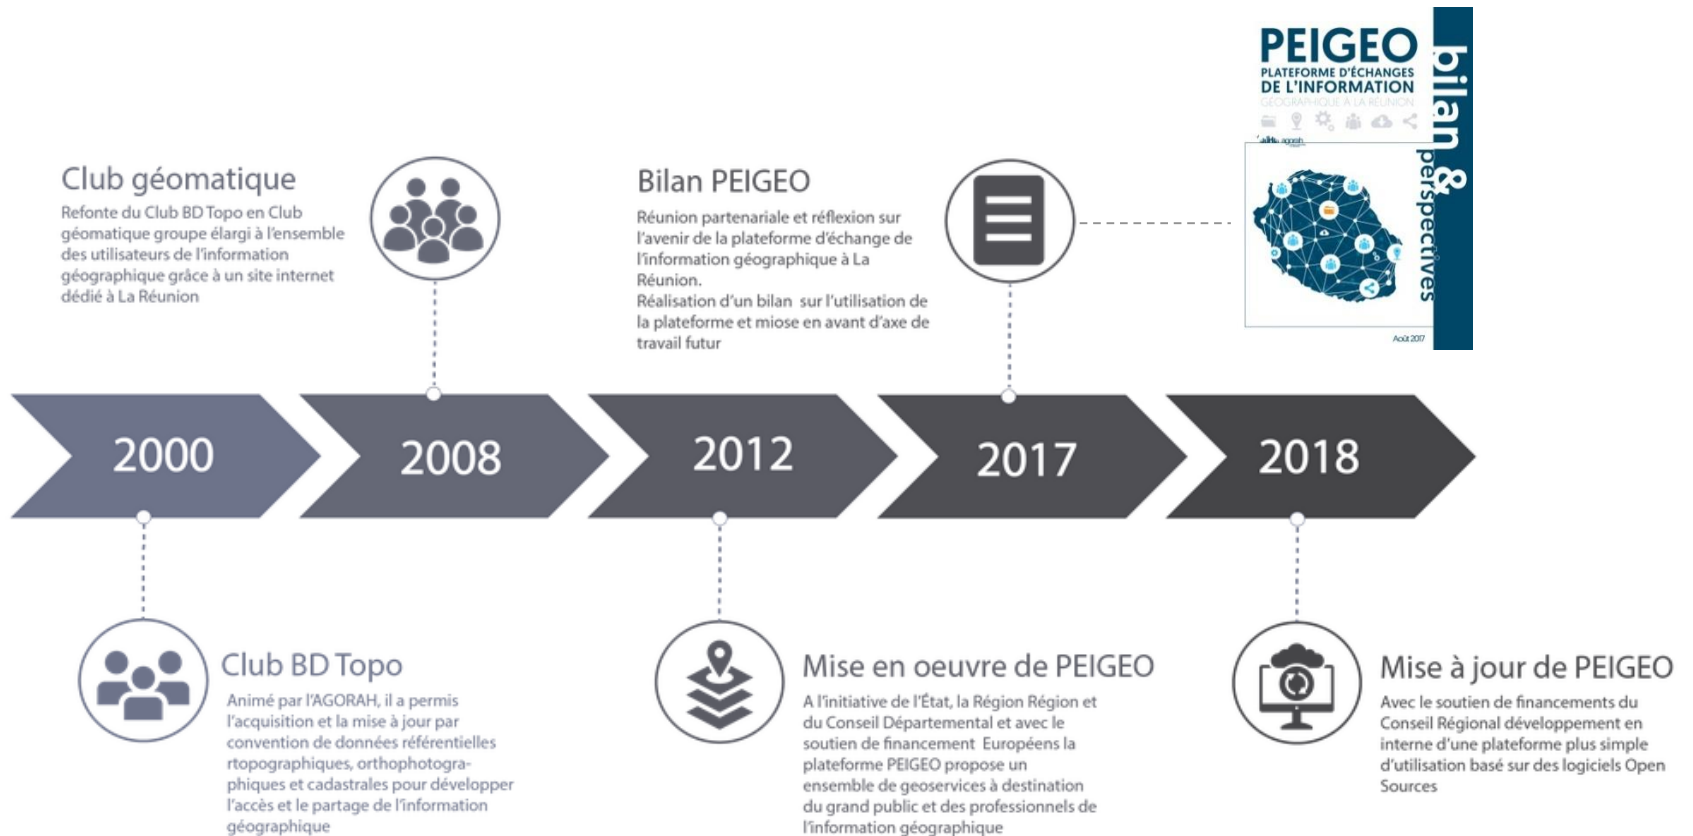 PEIGEO
PLATEFORME D'ÉCHANGES
DE L'INFORMATION
GÉOGRAPHIQUE À LA RÉUNION
agorah
bilan &
perspectives
Août 2017
Club géomatique
Refonte du Club BD Topo en Club
géomatique groupe élargi à l'ensemble
des utilisateurs de l'information
géographique grâce à un site internet
dédié à La Réunion
Bilan PEIGEO
Réunion partenariale et réflexion sur
l'avenir de la plateforme d'échange de
l'information géographique à La
Réunion.
Réalisation d'un bilan sur l'utilisation de
la plateforme et miose en avant d'axe de
travail futur
2000
2008
2012
2017
2018
Club BD Topo
Animé par l'AGORAH, il a permis
l'acquisition et la mise à jour par
convention de données référentielles
rtopographiques, orthophotogra-
phiques et cadastrales pour développer
l'accès et le partage de l'information
géographique
Mise en oeuvre de PEIGEO
A l'initiative de l'État, la Région Région et
du Conseil Départemental et avec le
soutien de financement Européens la
plateforme PEIGEO propose un
ensemble de geoservices à destination
du grand public et des professionnels de
l'information géographique
Mise à jour de PEIGEO
Avec le soutien de financements du
Conseil Régional développement en
interne d'une plateforme plus simple
d'utilisation basé sur des logiciels Open
Sources